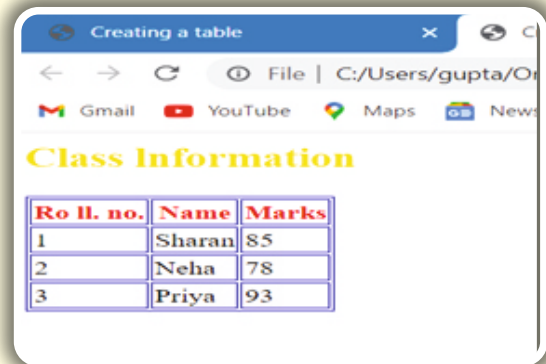 Creating a table
File | C:/Users/gupta/Or
Gmail YouTube Maps News
Class Information
Ro ll. no. Name Marks
1 Sharan 85
2 Neha 78
3 Priya 93